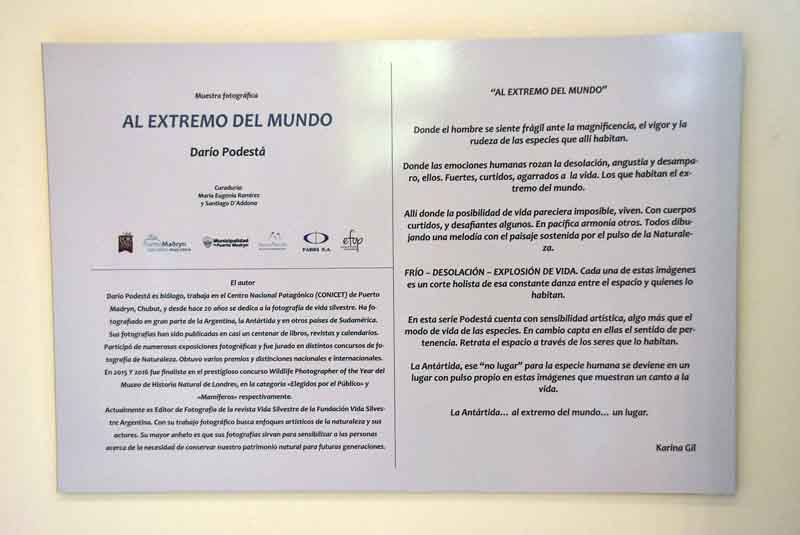 Muestra fotográfica
AL EXTREMO DEL MUNDO
Darío Podestá
Curaduría:
María Eugenia Ramírez
y Santiago D'Addona
Puerto Madryn
Municipalidad
de Puerto Madryn
FABRI S.A.
efop
El autor
Darío Podestá es biólogo, trabaja en el Centro Nacional Patagónico (CONICET) de Puerto
Madryn, Chubut, y desde hace 20 años se dedica a la fotografía de vida silvestre. Ha fo-
tografiado en gran parte de la Argentina, la Antártida y en otros países de Sudamérica.
Sus fotografías han sido publicadas en casi un centenar de libros, revistas y calendarios.
Participó de numerosas exposiciones fotográficas y fue jurado en distintos concursos de fo-
tografía de Naturaleza. Obtuvo varios premios y distinciones nacionales e internacionales.
En 2015 Y 2016 fue finalista en el prestigioso concurso Wildlife Photographer of the Year del
Museo de Historia Natural de Londres, en la categoría «Elegidos por el Público» y
«Mamíferos» respectivamente.
Actualmente es Editor de Fotografía de la revista Vida Silvestre de la Fundación Vida Silves-
tre Argentina. Con su trabajo fotográfico busca enfoques artísticos de la naturaleza y sus
actores. Su mayor anhelo es que sus fotografías sirvan para sensibilizar a las personas
acerca de la necesidad de conservar nuestro patrimonio natural para futuras generaciones.
"AL EXTREMO DEL MUNDO"
Donde el hombre se siente frágil ante la magnificencia, el vigor y la
rudeza de las especies que allí habitan.
Donde las emociones humanas rozan la desolación, angustia y desampa-
ro, ellos. Fuertes, curtidos, agarrados a la vida. Los que habitan el ex-
tremo del mundo.
Allí donde la posibilidad de vida pareciera imposible, viven. Con cuerpos
curtidos, y desafiantes algunos. En pacífica armonía otros. Todos dibu-
jando una melodía con el paisaje sostenida por el pulso de la Naturale-
za.
FRÍO – DESOLACIÓN – EXPLOSIÓN DE VIDA. Cada una de estas imágenes
es un corte holista de esa constante danza entre el espacio y quienes lo
habitan.
En esta serie Podestá cuenta con sensibilidad artística, algo más que el
modo de vida de las especies. En cambio capta en ellas el sentido de per-
tenencia. Retrata el espacio a través de los seres que lo habitan.
La Antártida, ese "no lugar" para la especie humana se deviene en un
lugar con pulso propio en estas imágenes que muestran un canto a la
vida.
La Antártida... al extremo del mundo... un lugar.
Karina Gil